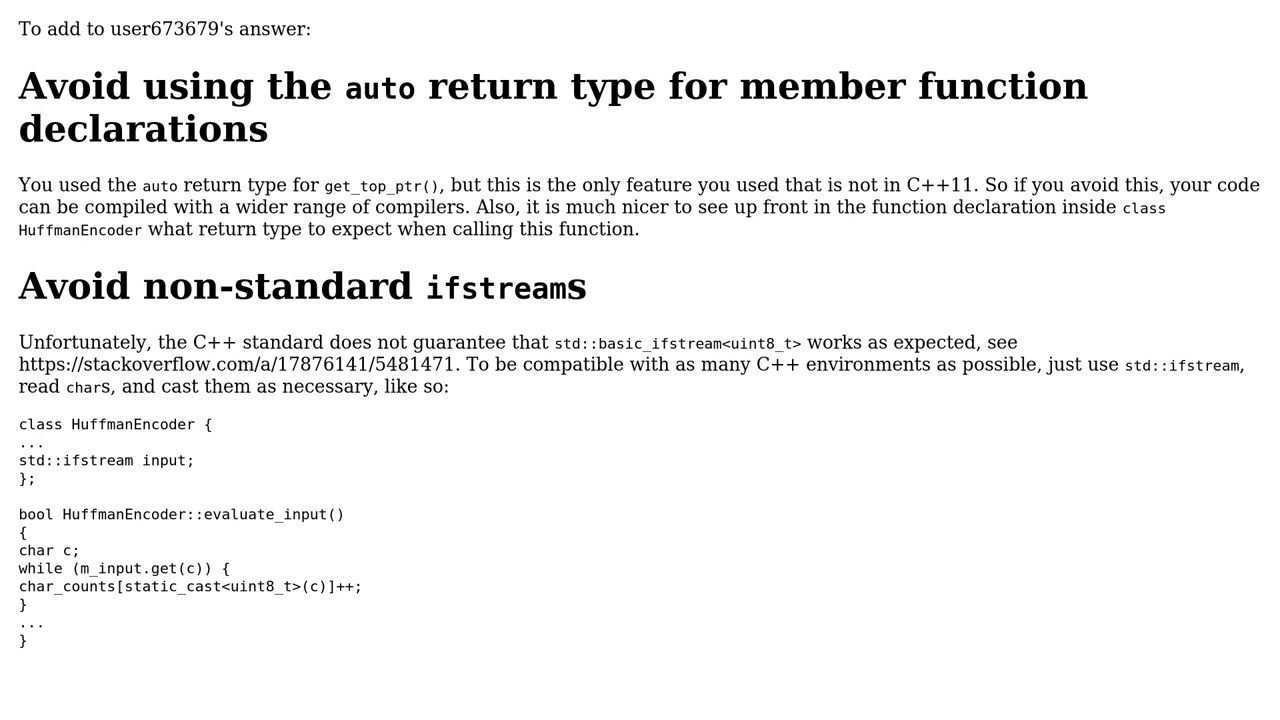 To add to user673679's answer:
Avoid using the auto return type for member function
declarations
You used the auto return type for get_top_ptr(), but this is the only feature you used that is not in C++11. So if you avoid this, your code
can be compiled with a wider range of compilers. Also, it is much nicer to see up front in the function declaration inside class
HuffmanEncoder what return type to expect when calling this function.
Avoid non-standard ifstreams
Unfortunately, the C++ standard does not guarantee that std::basic_ifstream<uint8_t> works as expected, see
https://stackoverflow.com/a/17876141/5481471. To be compatible with as many C++ environments as possible, just use std::ifstream,
read chars, and cast them as necessary, like so:
class HuffmanEncoder {
...
std::ifstream input;
};
bool HuffmanEncoder::evaluate_input()
{
char c;
while (m_input.get(c)) {
char_counts[static_cast<uint8_t>(c)]++;
}
...
}